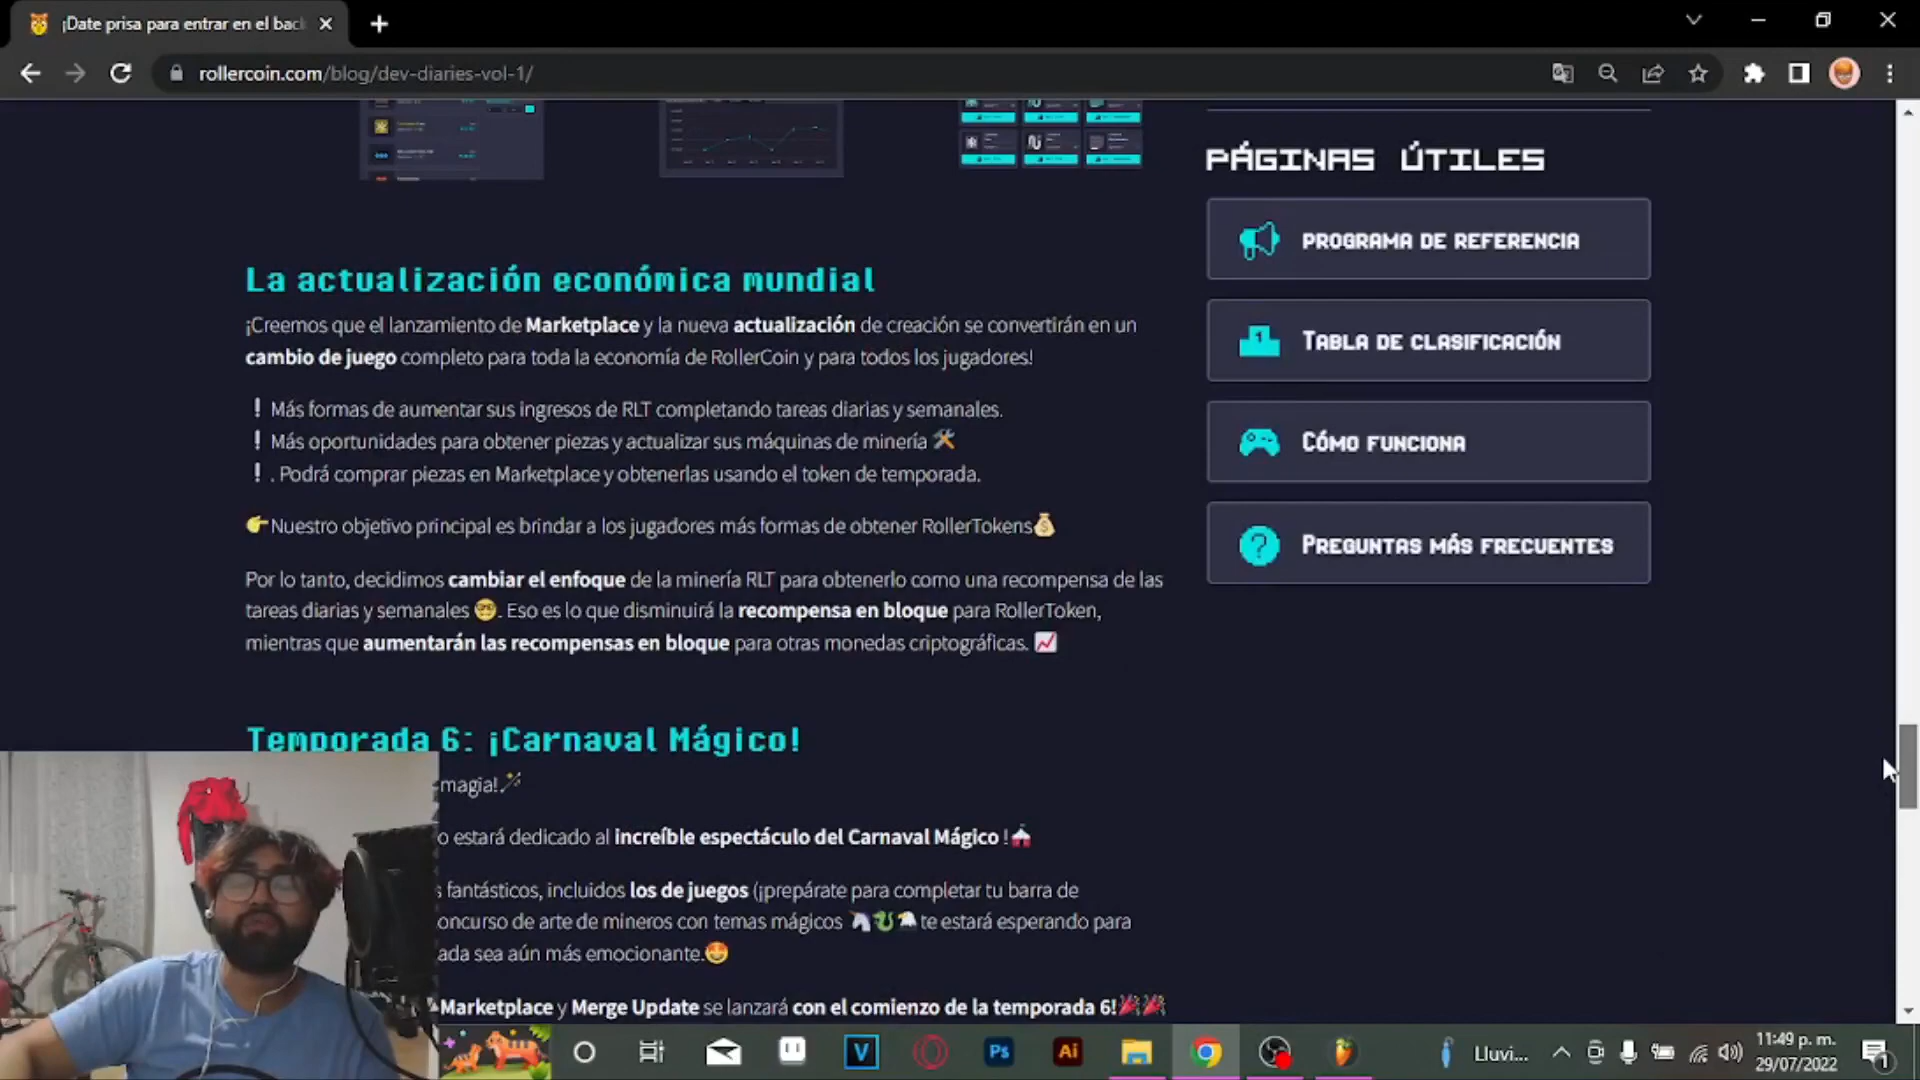 ¡Date prisa para entrar en el bac
rollercoin.com/blog/dev-diaries-vol-1/
PÁGINAS ÚTILES
PROGRAMA DE REFERENCIA
TABLA DE CLASIFICACIÓN
CÓMO FUNCIONA
PREGUNTAS MÁS FRECUENTES
La actualización económica mundial
¡Creemos que el lanzamiento de Marketplace y la nueva actualización de creación se convertirán en un
cambio de juego completo para toda la economía de RollerCoin y para todos los jugadores!
❕Más formas de aumentar sus ingresos de RLT completando tareas diarias y semanales.
❕Más oportunidades para obtener piezas y actualizar sus máquinas de minería 🛠
❕. Podrá comprar piezas en Marketplace y obtenerlas usando el token de temporada.
👉Nuestro objetivo principal es brindar a los jugadores más formas de obtener RollerTokens💰
Por lo tanto, decidimos cambiar el enfoque de la minería RLT para obtenerlo como una recompensa de las
tareas diarias y semanales 🤓. Eso es lo que disminuirá la recompensa en bloque para RollerToken,
mientras que aumentarán las recompensas en bloque para otras monedas criptográficas. 📈
Temporada 6: ¡Carnaval Mágico!
magia!🪄
o estará dedicado al increíble espectáculo del Carnaval Mágico !🎪
s fantásticos, incluidos los de juegos (¡prepárate para completar tu barra de
oncurso de arte de mineros con temas mágicos 🦄🐉🦅 te estará esperando para
ada sea aún más emocionante.🤩
Marketplace y Merge Update se lanzará con el comienzo de la temporada 6!🎉🎉
V
Ps
Ai
Lluvi...
11:49 p. m.
29/07/2022
1